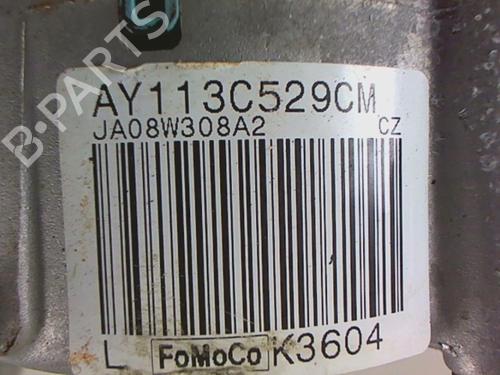 B-PARTS
AY113C529CM
JA08W308A2 CZ
L FoMoCo K3604